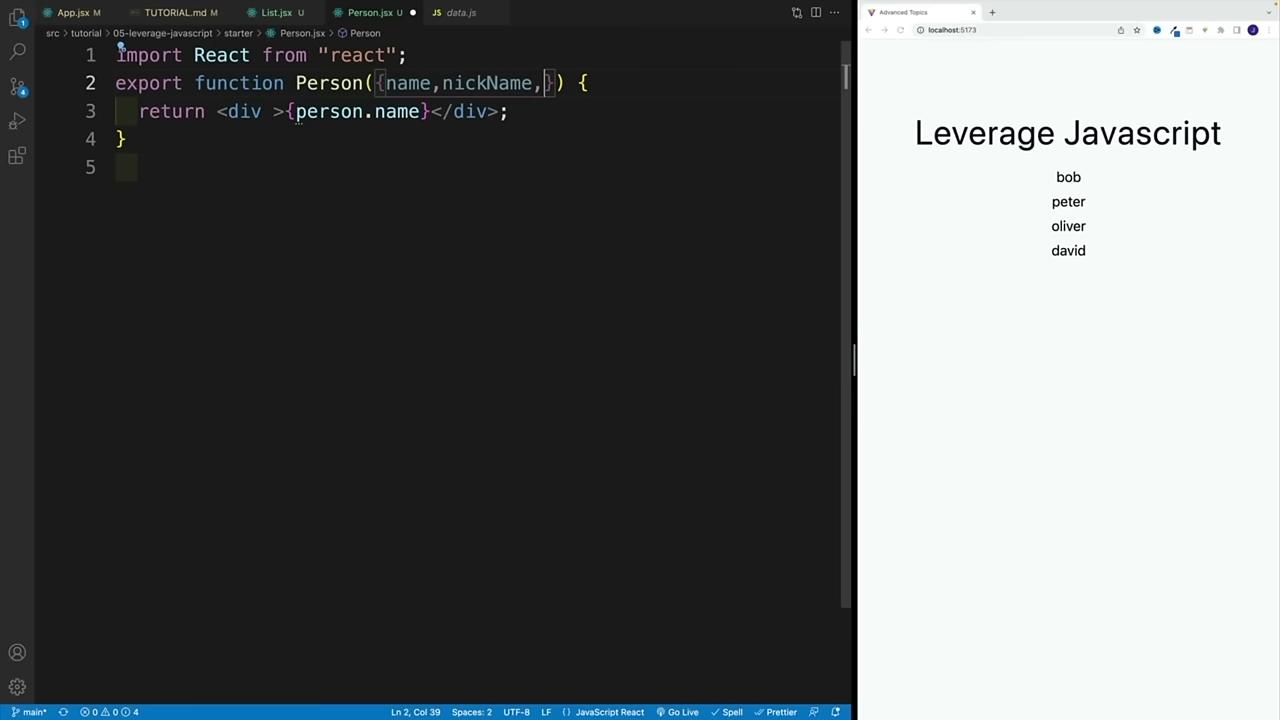 App.jsx M TUTORIAL.md M List.jsx U Person.jsx U data.js
src > tutorial > 05-leverage-javascript > starter > Person.jsx > Person
1 import React from "react";
2 export function Person({name,nickName,}) {
3 return <div >{person.name}</div>;
4 }
5
1
4
main* 0 0 4 Ln 2, Col 39 Spaces: 2 UTF-8 LF JavaScript React Go Live Spell Prettier
Advanced Topics
localhost:5173
J
Leverage Javascript
bob
peter
oliver
david